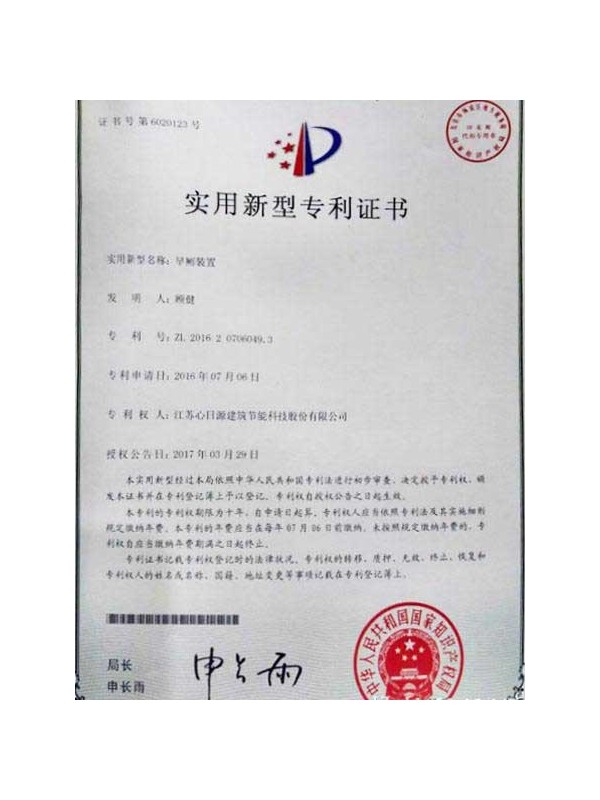 证书号第6020123号
实用新型专利证书
实用新型名称：旱厕装置
发 明 人：顾健
专 利 号：ZL 2016 2 0706049.3
专利申请日：2016年07月06日
专 利 权 人：江苏心日源建筑节能科技股份有限公司
授权公告日：2017年03月29日
本实用新型经过本局依照中华人民共和国专利法进行初步审查，决定授予专利权，颁
发本证书并在专利登记簿上予以登记。专利权自授权公告之日起生效。
本专利的专利权期限为十年，自申请日起算。专利权人应当依照专利法及其实施细则
规定缴纳年费。本专利的年费应当在每年07月06日前缴纳。未按照规定缴纳年费的，专
利权自应当缴纳年费期满之日起终止。
专利证书记载专利权登记时的法律状况。专利权的转移、质押、无效、终止、恢复和
专利权人的姓名或名称、国籍、地址变更等事项记载在专利登记簿上。
局长
申长雨
申长雨
中华人民共和国国家知识产权局